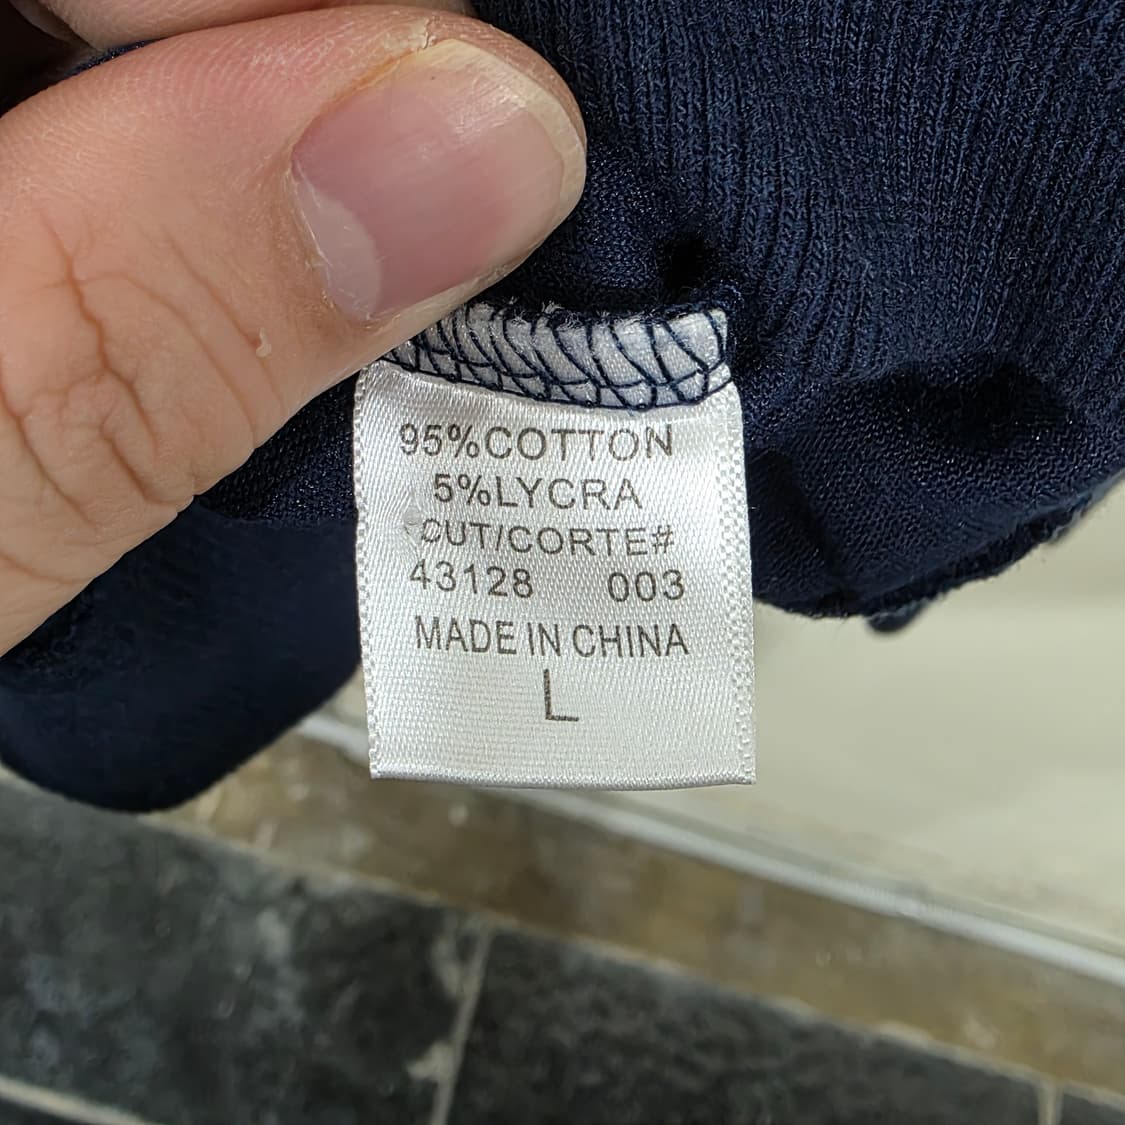 95%COTTON
5%LYCRA
CUT/CORTE#
43128 003
MADE IN CHINA
L